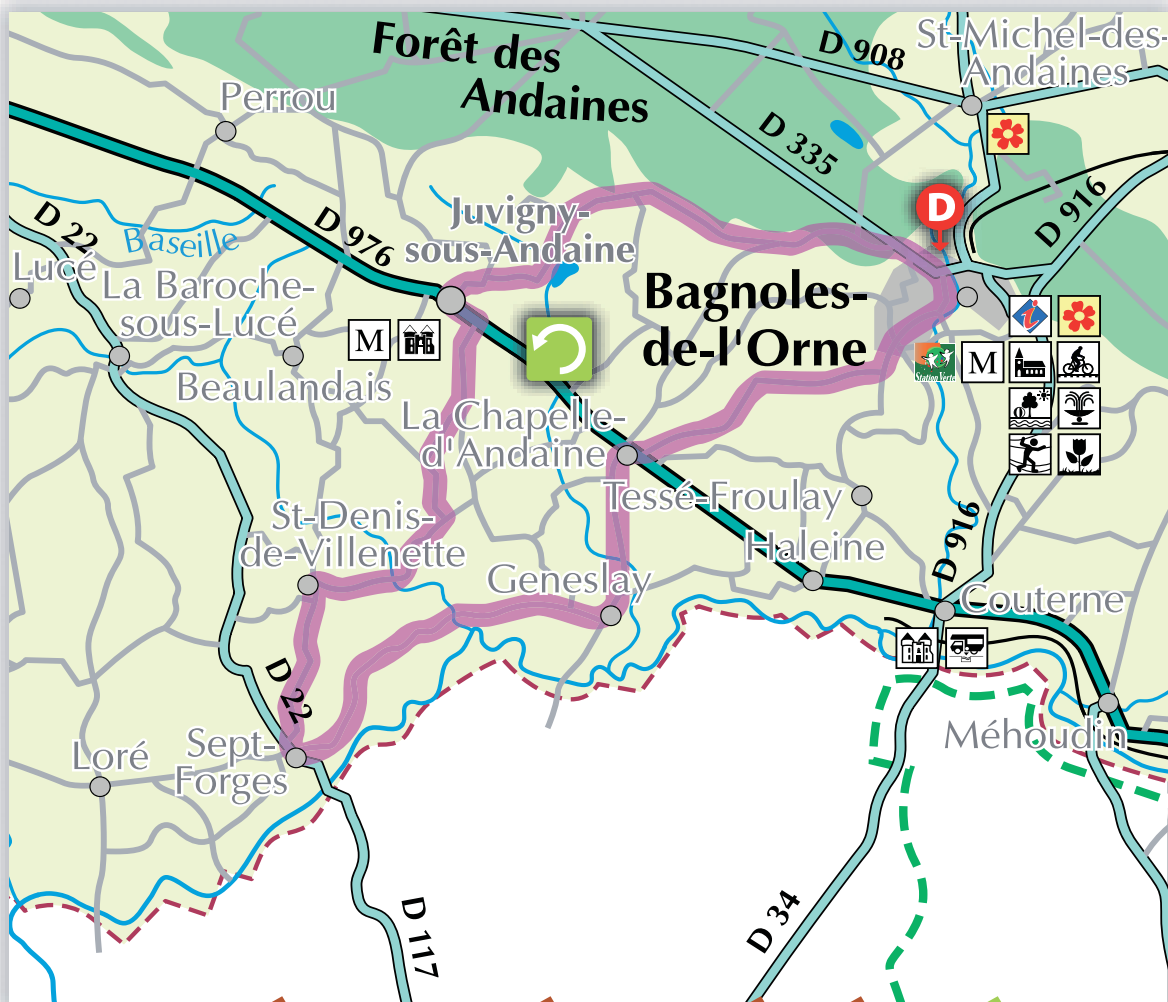 Forêt des
Andaines
D 908
St-Michel-des-
Andaines
Perrou
D 335
D
D 916
D 22
Baseille
D 976
Juvigny-
sous-Andaine
Lucé
La Baroche-
sous-Lucé
Bagnoles-
de-l'Orne
i
M
Station Verte
M
Beaulandais
La Chapelle-
d'Andaine
Tessé-Froulay
St-Denis-
de-Villenette
Haleine
D 916
Geneslay
Couterne
D 22
Méhoudin
Loré
Sept-
Forges
D 117
D 34